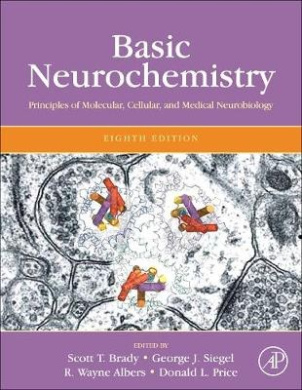 Basic
Neurochemistry
Principles of Molecular, Cellular, and Medical Neurobiology
EIGHTH EDITION
EDITED BY
Scott T. Brady • George J. Siegel
R. Wayne Albers • Donald L. Price
AP